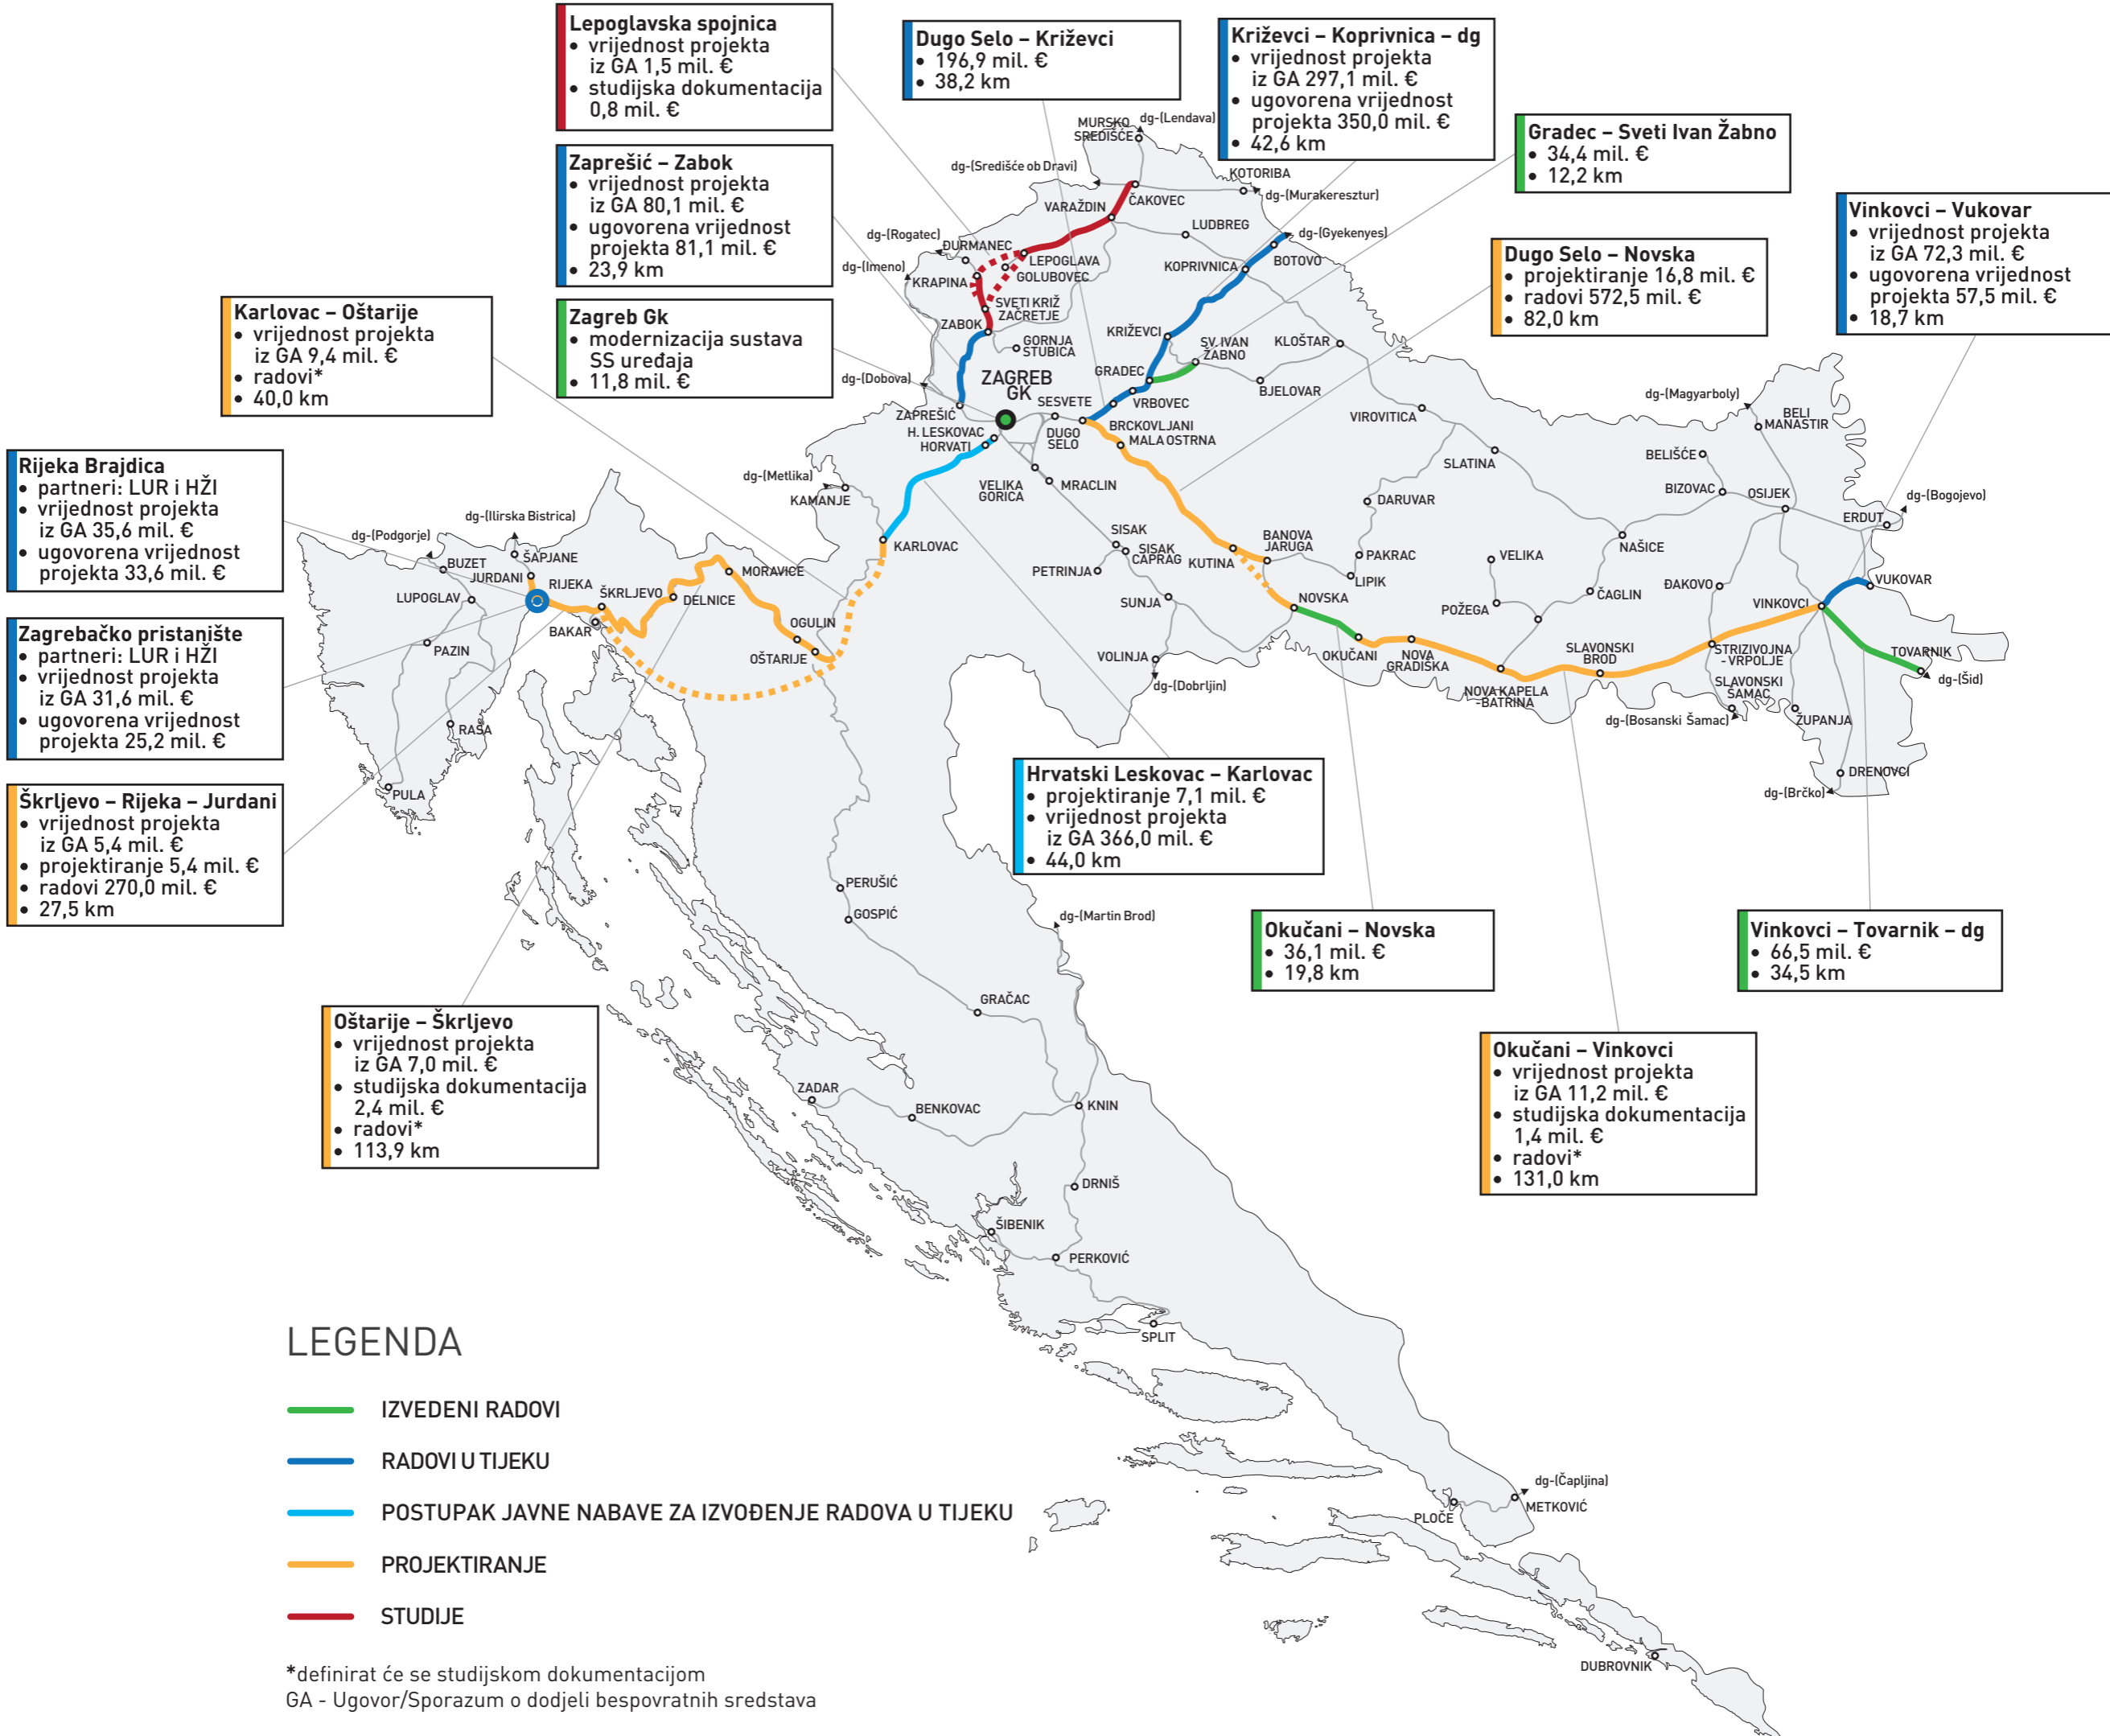 Lepoglavska spojnica
• vrijednost projekta
iz GA 1,5 mil. €
• studijska dokumentacija
0,8 mil. €
Dugo Selo – Križevci
• 196,9 mil. €
• 38,2 km
Križevci – Koprivnica – dg
• vrijednost projekta
iz GA 297,1 mil. €
• ugovorena vrijednost
projekta 350,0 mil. €
• 42,6 km
Gradec – Sveti Ivan Žabno
• 34,4 mil. €
• 12,2 km
Zaprešić – Zabok
• vrijednost projekta
iz GA 80,1 mil. €
• ugovorena vrijednost
projekta 81,1 mil. €
• 23,9 km
Vinkovci – Vukovar
• vrijednost projekta
iz GA 72,3 mil. €
• ugovorena vrijednost
projekta 57,5 mil. €
• 18,7 km
Dugo Selo – Novska
• projektiranje 16,8 mil. €
• radovi 572,5 mil. €
• 82,0 km
Karlovac – Oštarije
• vrijednost projekta
iz GA 9,4 mil. €
• radovi*
• 40,0 km
Zagreb Gk
• modernizacija sustava
SS uređaja
• 11,8 mil. €
Rijeka Brajdica
• partneri: LUR i HŽI
• vrijednost projekta
iz GA 35,6 mil. €
• ugovorena vrijednost
projekta 33,6 mil. €
Zagrebačko pristanište
• partneri: LUR i HŽI
• vrijednost projekta
iz GA 31,6 mil. €
• ugovorena vrijednost
projekta 25,2 mil. €
Škrljevo – Rijeka – Jurdani
• vrijednost projekta
iz GA 5,4 mil. €
• projektiranje 5,4 mil. €
• radovi 270,0 mil. €
• 27,5 km
Hrvatski Leskovac – Karlovac
• projektiranje 7,1 mil. €
• vrijednost projekta
iz GA 366,0 mil. €
• 44,0 km
Okučani – Novska
• 36,1 mil. €
• 19,8 km
Vinkovci – Tovarnik – dg
• 66,5 mil. €
• 34,5 km
Oštarije – Škrljevo
• vrijednost projekta
iz GA 7,0 mil. €
• studijska dokumentacija
2,4 mil. €
• radovi*
• 113,9 km
Okučani – Vinkovci
• vrijednost projekta
iz GA 11,2 mil. €
• studijska dokumentacija
1,4 mil. €
• radovi*
• 131,0 km
MURSKO
SREDIŠĆE
dg-(Lendava)
dg-(Središće ob Dravi)
KOTORIBA
dg-(Murakeresztur)
ČAKOVEC
VARAŽDIN
LUDBREG
dg-(Gyekenyes)
dg-(Rogatec)
ĐURMANEC
LEPOGLAVA
GOLUBOVEC
KOPRIVNICA
BOTOVO
dg-(Imeno)
KRAPINA
SVETI KRIŽ
ZAČRETJE
ZABOK
GORNJA
STUBICA
KRIŽEVCI
SV. IVAN
ŽABNO
KLOŠTAR
GRADEC
BJELOVAR
dg-(Dobova)
ZAGREB
GK
ZAPREŠIĆ
SESVETE
VRBOVEC
VIROVITICA
dg-(Magyarboly)
BELI
MANASTIR
H. LESKOVAC
HORVATI
DUGO
SELO
BRCKOVLJANI
MALA OSTRNA
SLATINA
BELIŠĆE
dg-(Metlika)
KAMANJE
VELIKA
GORICA
MRACLIN
DARUVAR
BIZOVAC
OSIJEK
dg-(Bogojevo)
ERDUT
dg-(Podgorje)
dg-(Ilirska Bistrica)
KARLOVAC
SISAK
SISAK
CAPRAG
BANOVA
JARUGA
KUTINA
PAKRAC
LIPIK
VELIKA
NAŠICE
BUZET
ŠAPJANE
JURDANI
RIJEKA
ŠKRLJEVO
MORAVICE
DELNICE
PETRINJA
SUNJA
NOVSKA
POŽEGA
ČAGLIN
ĐAKOVO
VINKOVCI
VUKOVAR
LUPOGLAV
BAKAR
OGULIN
OŠTARIJE
PAZIN
VOLINJA
dg-(Dobrljin)
OKUČANI
NOVA
GRADIŠKA
SLAVONSKI
BROD
STRIZIVOJNA
-VRPOLJE
TOVARNIK
dg-(Šid)
NOVA KAPELA
-BATRINA
SLAVONSKI
ŠAMAC
dg-(Bosanski Šamac)
ŽUPANJA
RAŠA
PULA
DRENOVCI
dg-(Brčko)
PERUŠIĆ
GOSPIĆ
dg-(Martin Brod)
GRAČAC
ZADAR
BENKOVAC
KNIN
DRNIŠ
ŠIBENIK
PERKOVIĆ
SPLIT
dg-(Čapljina)
METKOVIĆ
PLOČE
DUBROVNIK
LEGENDA
IZVEDENI RADOVI
RADOVI U TIJEKU
POSTUPAK JAVNE NABAVE ZA IZVOĐENJE RADOVA U TIJEKU
PROJEKTIRANJE
STUDIJE
*definirat će se studijskom dokumentacijom
GA - Ugovor/Sporazum o dodjeli bespovratnih sredstava